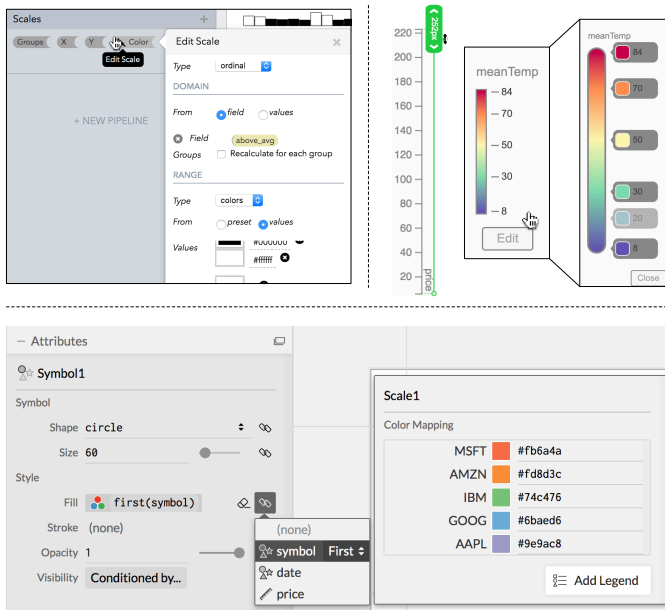 Scales +
Groups X Y Color
Edit Scale
+ NEW PIPELINE
Edit Scale ×
Type ordinal
DOMAIN
From field values
Field above_avg
Groups Recalculate for each group
RANGE
Type colors
From preset values
Values #000000
#ffffff
252px
220
200
180
160
140
120
100
80
60
40
20
price
meanTemp
84
70
50
30
8
Edit
meanTemp
84
70
50
30
20
8
Close
Attributes
Symbol1
Symbol
Shape circle
Size 60
Style
Fill first(symbol)
Stroke (none)
Opacity 1
Visibility Conditioned by...
(none)
symbol First
date
price
Scale1
Color Mapping
MSFT #fb6a4a
AMZN #fd8d3c
IBM #74c476
GOOG #6baed6
AAPL #9e9ac8
Add Legend